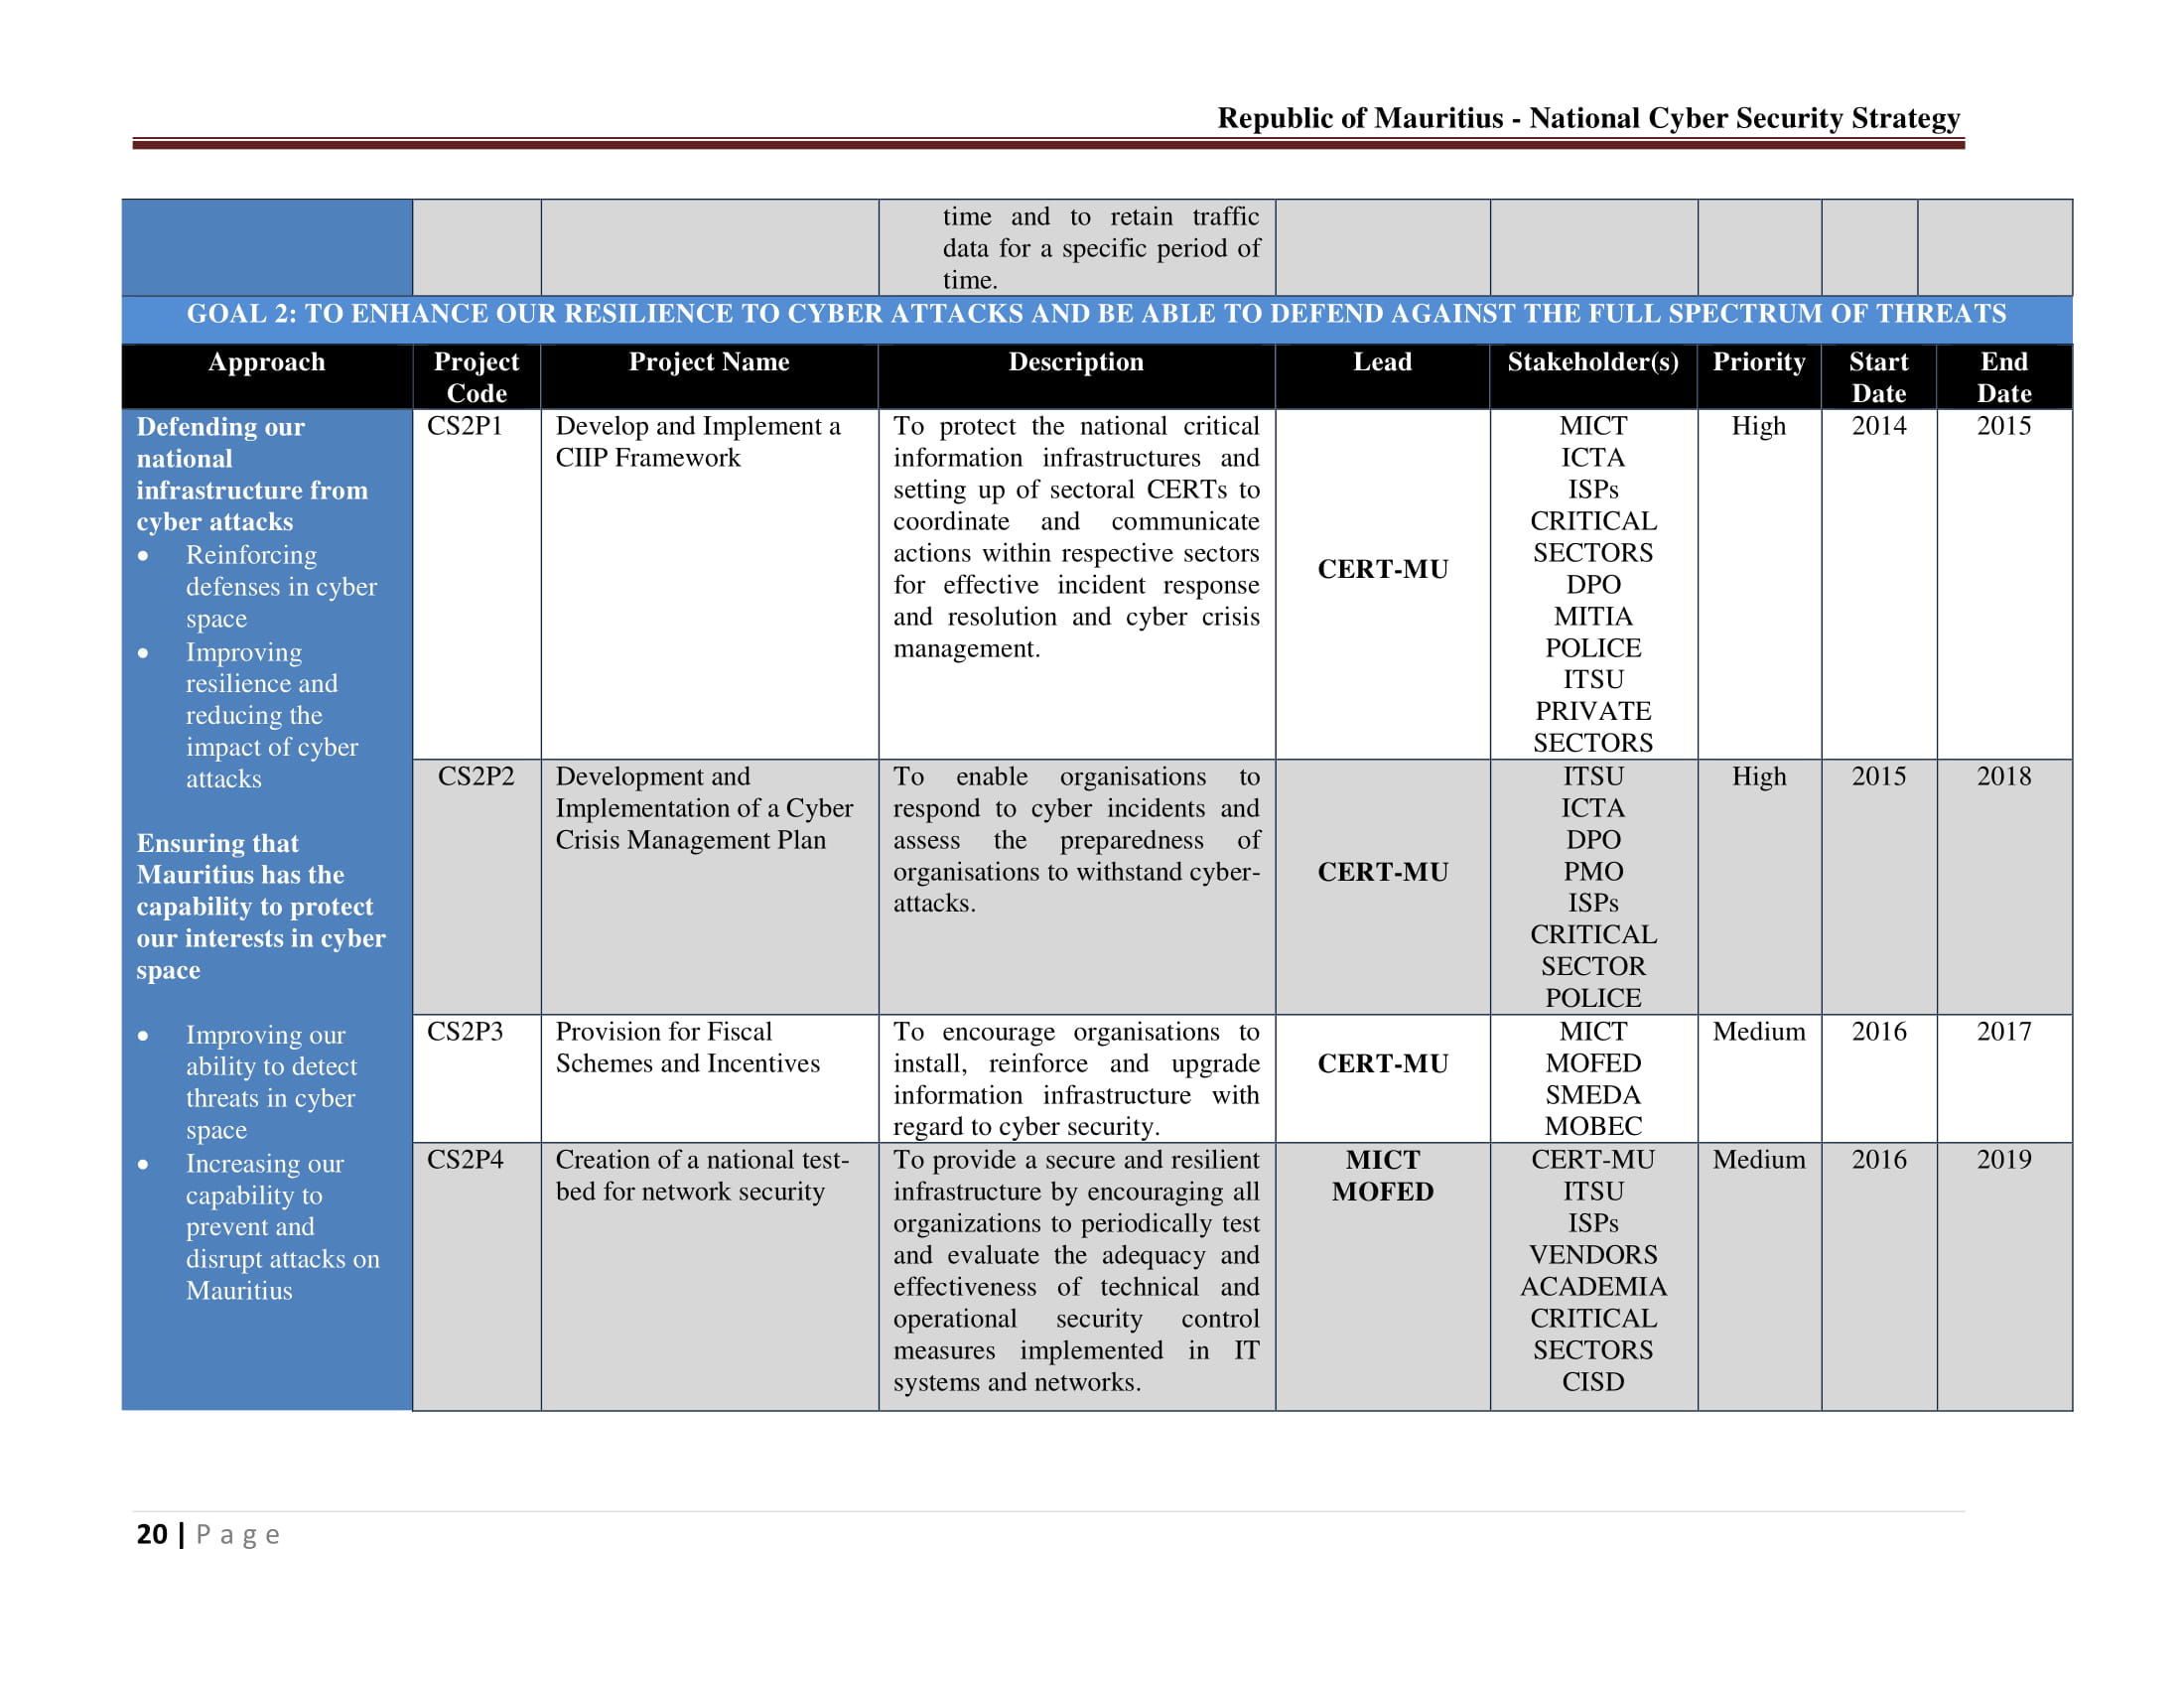 Republic of Mauritius - National Cyber Security Strategy
time and to retain traffic
data for a specific period of
time.
GOAL 2: TO ENHANCE OUR RESILIENCE TO CYBER ATTACKS AND BE ABLE TO DEFEND AGAINST THE FULL SPECTRUM OF THREATS
Approach
Project
Code
Project Name
Description
Lead
Stakeholder(s)
Priority
Start
Date
End
Date
Defending our
national
infrastructure from
cyber attacks
• Reinforcing
defenses in cyber
space
• Improving
resilience and
reducing the
impact of cyber
attacks
Ensuring that
Mauritius has the
capability to protect
our interests in cyber
space
• Improving our
ability to detect
threats in cyber
space
• Increasing our
capability to
prevent and
disrupt attacks on
Mauritius
CS2P1
Develop and Implement a
CIIP Framework
To protect the national critical
information infrastructures and
setting up of sectoral CERTs to
coordinate and communicate
actions within respective sectors
for effective incident response
and resolution and cyber crisis
management.
CERT-MU
MICT
ICTA
ISPs
CRITICAL
SECTORS
DPO
MITIA
POLICE
ITSU
PRIVATE
SECTORS
High
2014
2015
CS2P2
Development and
Implementation of a Cyber
Crisis Management Plan
To enable organisations to
respond to cyber incidents and
assess the preparedness of
organisations to withstand cyber-
attacks.
CERT-MU
ITSU
ICTA
DPO
PMO
ISPs
CRITICAL
SECTOR
POLICE
High
2015
2018
CS2P3
Provision for Fiscal
Schemes and Incentives
To encourage organisations to
install, reinforce and upgrade
information infrastructure with
regard to cyber security.
CERT-MU
MICT
MOFED
SMEDA
MOBEC
Medium
2016
2017
CS2P4
Creation of a national test-
bed for network security
To provide a secure and resilient
infrastructure by encouraging all
organizations to periodically test
and evaluate the adequacy and
effectiveness of technical and
operational security control
measures implemented in IT
systems and networks.
MICT
MOFED
CERT-MU
ITSU
ISPs
VENDORS
ACADEMIA
CRITICAL
SECTORS
CISD
Medium
2016
2019
20 | Page